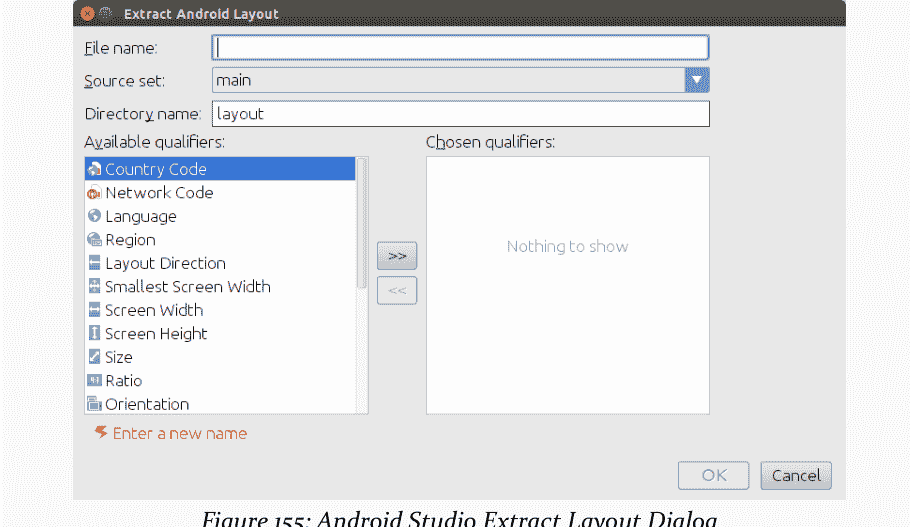 Extract Android Layout
File name:
Source set: main
Directory name: layout
Available qualifiers: Chosen qualifiers:
Country Code
Network Code
Language
Region
Layout Direction
Smallest Screen Width
Screen Width
Screen Height
Size
Ratio
Orientation
>>
<<
Nothing to show
Enter a new name
OK Cancel
Figure 155: Android Studio Extract Layout Dialog